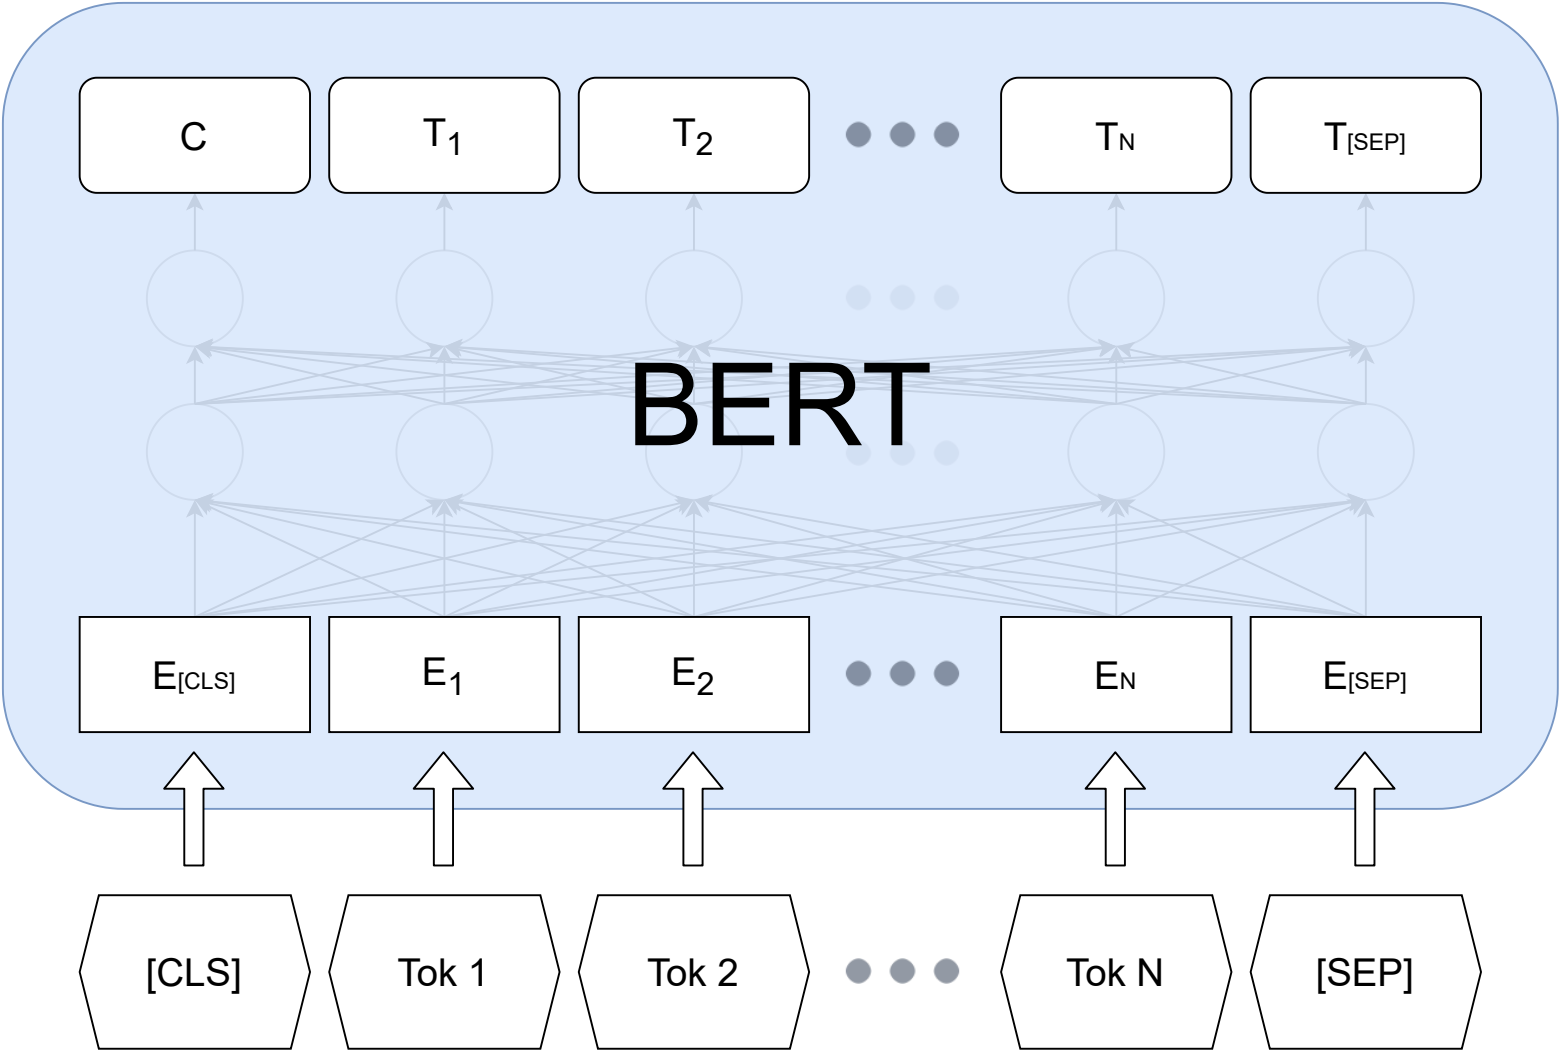 C T1 T2 TN T[SEP]
BERT
E[CLS] E1 E2 EN E[SEP]
[CLS] Tok 1 Tok 2 Tok N [SEP]